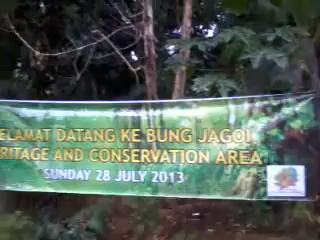 ELAMAT DATANG KE BUNG JAGOI
RITAGE AND CONSERVATION AREA
SUNDAY 28 JULY 2013